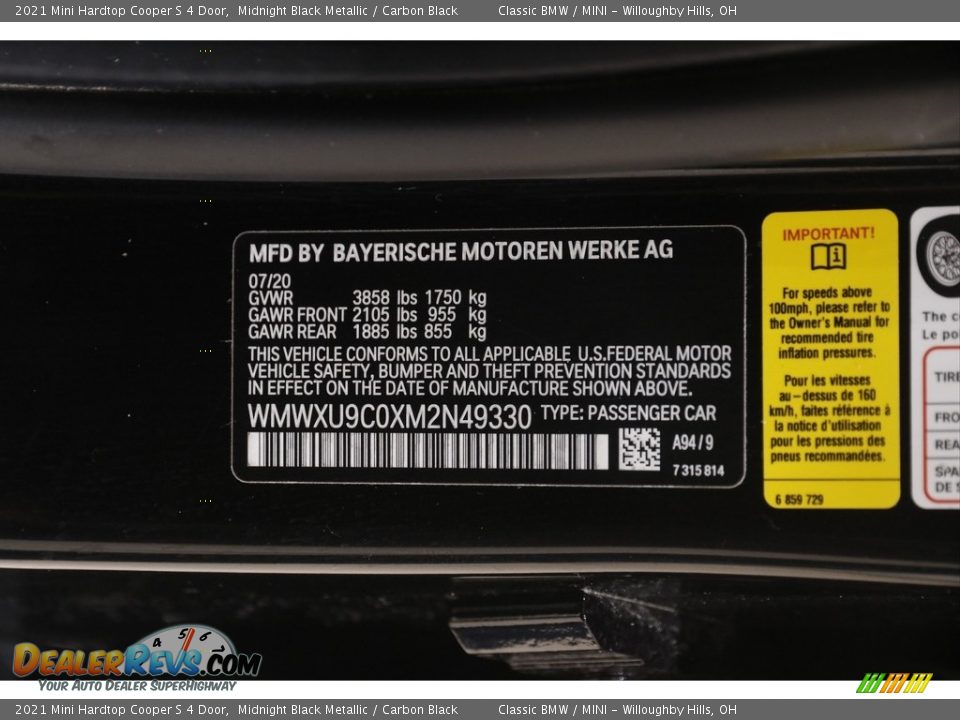 2021 Mini Hardtop Cooper S 4 Door,  Midnight Black Metallic / Carbon Black  Classic BMW / MINI - Willoughby Hills, OH
MFD BY BAYERISCHE MOTOREN WERKE AG
07/20
GVWR 3858 lbs 1750 kg
GAWR FRONT 2105 lbs 955 kg
GAWR REAR 1885 lbs 855 kg
THIS VEHICLE CONFORMS TO ALL APPLICABLE U.S.FEDERAL MOTOR
VEHICLE SAFETY, BUMPER AND THEFT PREVENTION STANDARDS
IN EFFECT ON THE DATE OF MANUFACTURE SHOWN ABOVE.
WMWXU9C0XM2N49330 TYPE: PASSENGER CAR
A94 / 9
7 315 814
IMPORTANT!
For speeds above
100mph, please refer to
the Owner's Manual for
recommended tire
inflation pressures.
Pour les vitesses
au-dessus de 160
km/h, faites référence à
la notice d'utilisation
pour les pressions des
pneus recommandées.
6 859 729
The
Le
TIRE
DE
4 5 6
DEALERREVS.COM
YOUR AUTO DEALER SUPERHIGHWAY
2021 Mini Hardtop Cooper S 4 Door,  Midnight Black Metallic / Carbon Black  Classic BMW / MINI - Willoughby Hills, OH